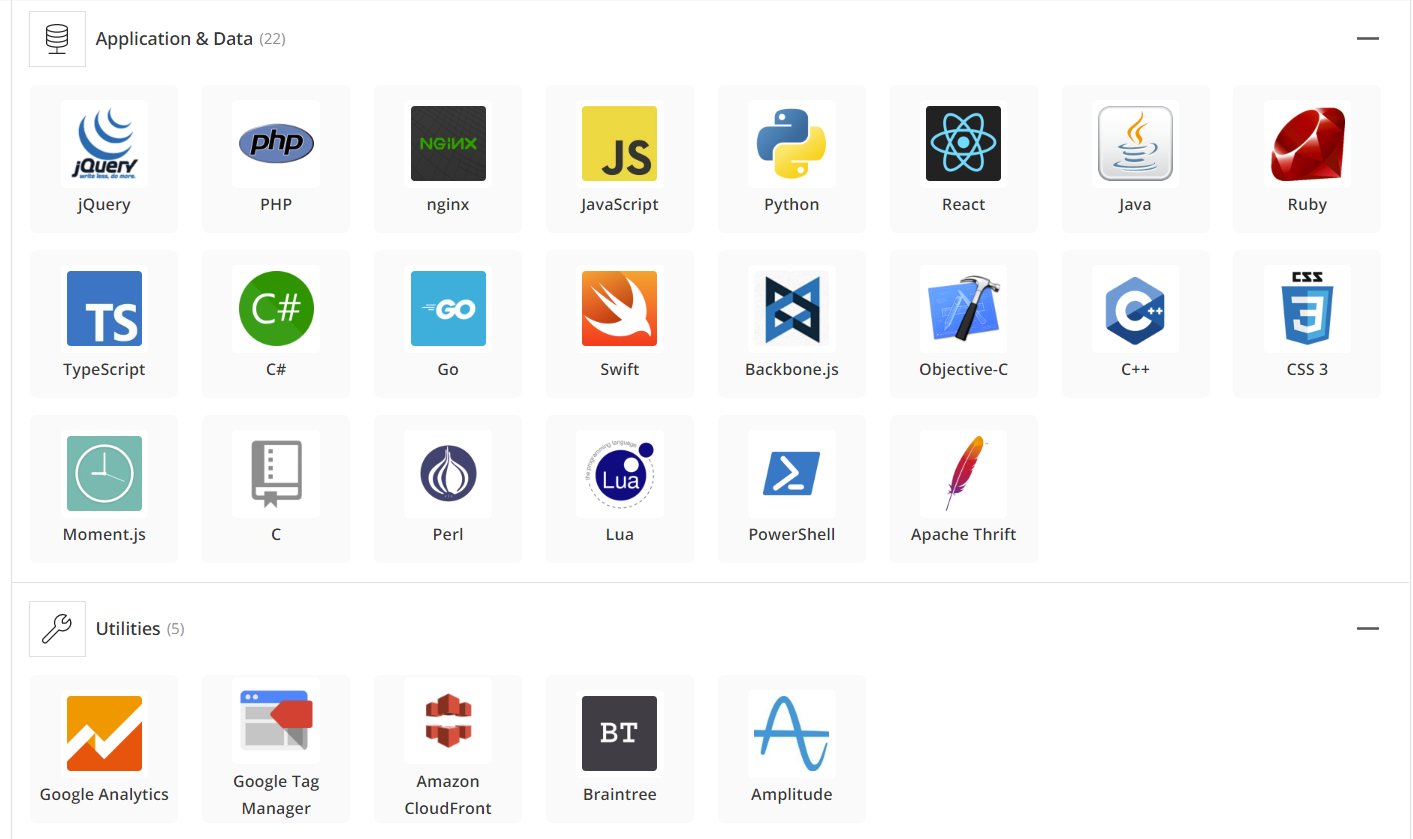 Application & Data (22)
jQuery
write less, do more.
php
NGiNX
JS
jQuery PHP nginx JavaScript Python React Java Ruby
TS
C#
GO
C++
CSS
3
TypeScript C# Go Swift Backbone.js Objective-C C++ CSS 3
the programming language
Lua
Moment.js C Perl Lua PowerShell Apache Thrift
Utilities (5)
BT
Google Analytics Google Tag Manager Amazon CloudFront Braintree Amplitude